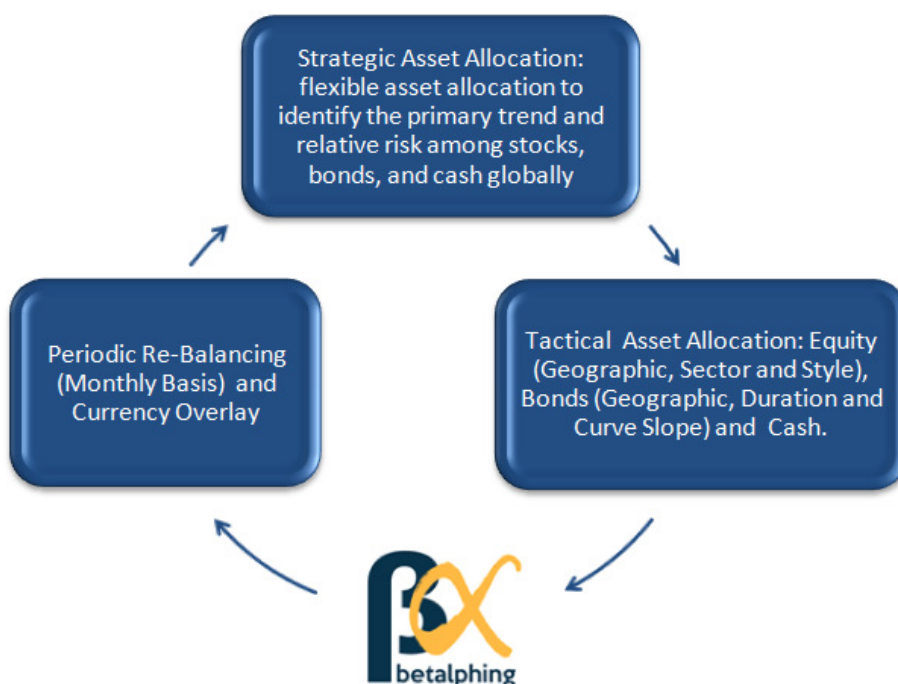 Strategic Asset Allocation:
flexible asset allocation to
identify the primary trend and
relative risk among stocks,
bonds, and cash globally
Tactical Asset Allocation: Equity
(Geographic, Sector and Style),
Bonds (Geographic, Duration and
Curve Slope) and Cash.
Periodic Re-Balancing
(Monthly Basis) and
Currency Overlay
βα
betalphing